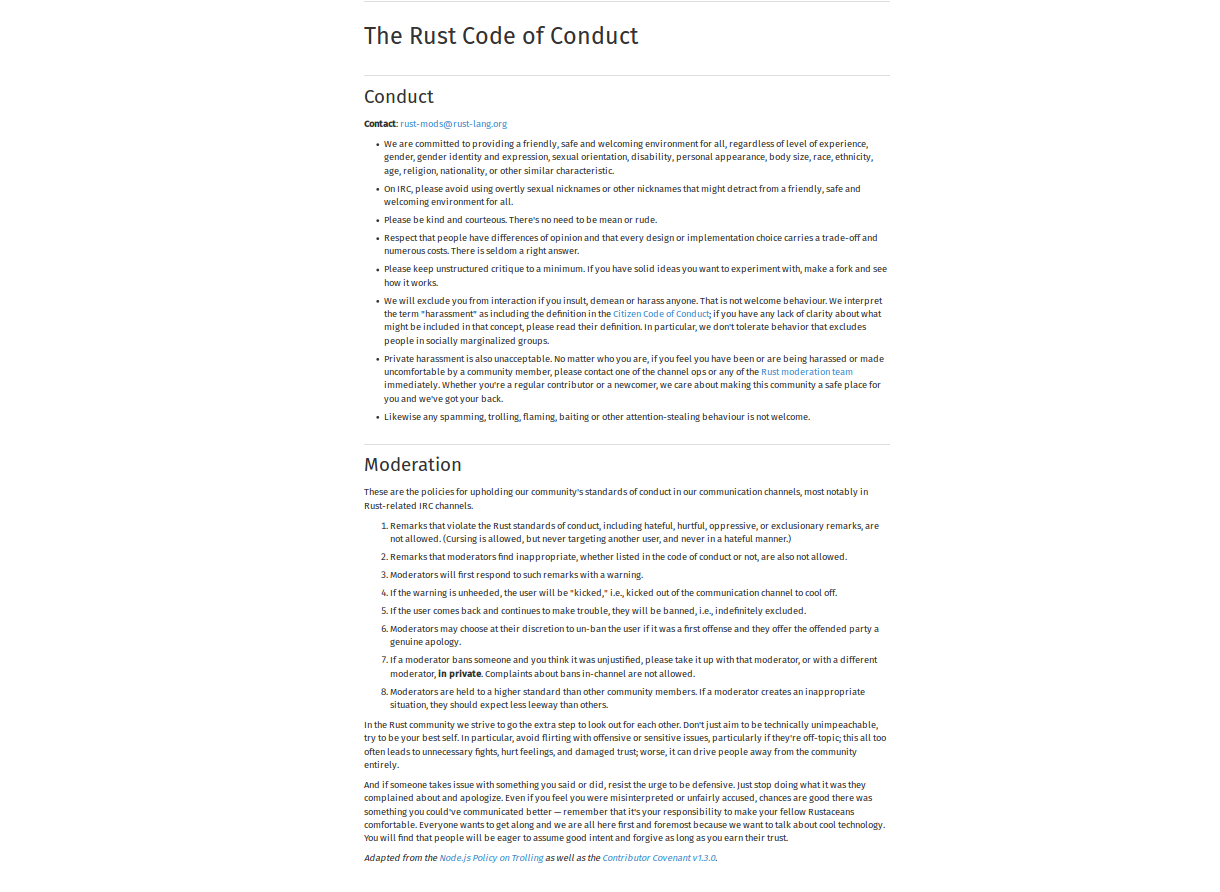 The Rust Code of Conduct
Conduct
Contact: rust-mods@rust-lang.org
• We are committed to providing a friendly, safe and welcoming environment for all, regardless of level of experience,
gender, gender identity and expression, sexual orientation, disability, personal appearance, body size, race, ethnicity,
age, religion, nationality, or other similar characteristic.
• On IRC, please avoid using overtly sexual nicknames or other nicknames that might detract from a friendly, safe and
welcoming environment for all.
• Please be kind and courteous. There's no need to be mean or rude.
• Respect that people have differences of opinion and that every design or implementation choice carries a trade-off and
numerous costs. There is seldom a right answer.
• Please keep unstructured critique to a minimum. If you have solid ideas you want to experiment with, make a fork and see
how it works.
• We will exclude you from interaction if you insult, demean or harass anyone. That is not welcome behaviour. We interpret
the term "harassment" as including the definition in the Citizen Code of Conduct; if you have any lack of clarity about what
might be included in that concept, please read their definition. In particular, we don't tolerate behavior that excludes
people in socially marginalized groups.
• Private harassment is also unacceptable. No matter who you are, if you feel you have been or are being harassed or made
uncomfortable by a community member, please contact one of the channel ops or any of the Rust moderation team
immediately. Whether you're a regular contributor or a newcomer, we care about making this community a safe place for
you and we've got your back.
• Likewise any spamming, trolling, flaming, baiting or other attention-stealing behaviour is not welcome.
Moderation
These are the policies for upholding our community's standards of conduct in our communication channels, most notably in
Rust-related IRC channels.
1. Remarks that violate the Rust standards of conduct, including hateful, hurtful, oppressive, or exclusionary remarks, are
not allowed. (Cursing is allowed, but never targeting another user, and never in a hateful manner.)
2. Remarks that moderators find inappropriate, whether listed in the code of conduct or not, are also not allowed.
3. Moderators will first respond to such remarks with a warning.
4. If the warning is unheeded, the user will be "kicked," i.e., kicked out of the communication channel to cool off.
5. If the user comes back and continues to make trouble, they will be banned, i.e., indefinitely excluded.
6. Moderators may choose at their discretion to un-ban the user if it was a first offense and they offer the offended party a
genuine apology.
7. If a moderator bans someone and you think it was unjustified, please take it up with that moderator, or with a different
moderator, in private. Complaints about bans in-channel are not allowed.
8. Moderators are held to a higher standard than other community members. If a moderator creates an inappropriate
situation, they should expect less leeway than others.
In the Rust community we strive to go the extra step to look out for each other. Don't just aim to be technically unimpeachable,
try to be your best self. In particular, avoid flirting with offensive or sensitive issues, particularly if they're off-topic; this all too
often leads to unnecessary fights, hurt feelings, and damaged trust; worse, it can drive people away from the community
entirely.
And if someone takes issue with something you said or did, resist the urge to be defensive. Just stop doing what it was they
complained about and apologize. Even if you feel you were misinterpreted or unfairly accused, chances are good there was
something you could've communicated better — remember that it's your responsibility to make your fellow Rustaceans
comfortable. Everyone wants to get along and we are all here first and foremost because we want to talk about cool technology.
You will find that people will be eager to assume good intent and forgive as long as you earn their trust.
Adapted from the Node.js Policy on Trolling as well as the Contributor Covenant v1.3.0.